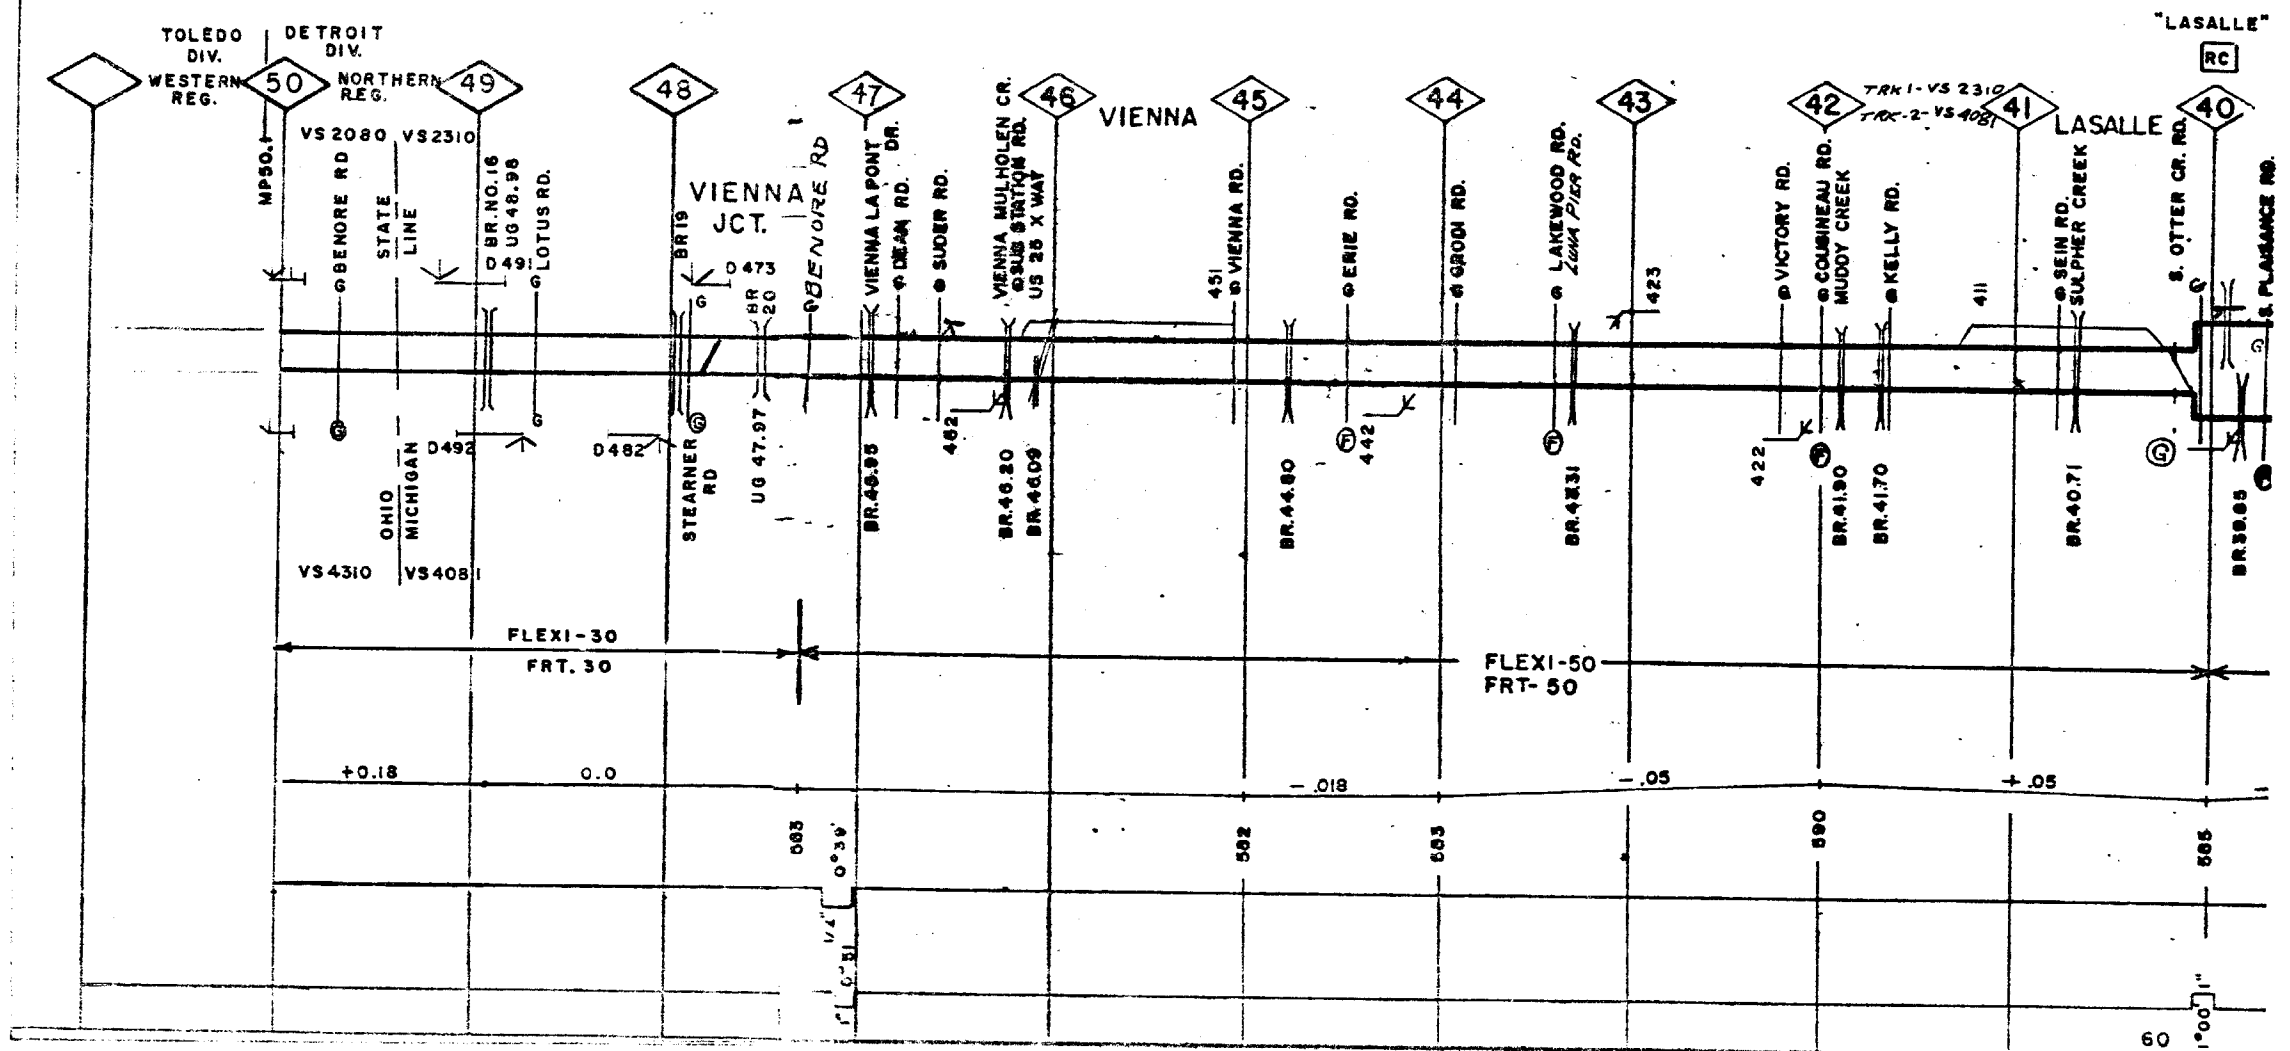 "LASALLE"
RC
TOLEDO DIV.
DETROIT DIV.
WESTERN REG.
NORTHERN REG.
50
49
48
47
46
45
44
43
42
41
40
VIENNA
LASALLE
TRK 1-VS 2310
TRK-2-VS 4081
MP50.1
VS 2080
VS 2310
BENORE RD
STATE LINE
BR.NO.16
UG 48.98
D 491
LOTUS RD.
BR 19
VIENNA JCT.
D 473
BR 20
BENORE RD
VIENNA LA PONT DR.
DEAN RD.
SUDER RD.
VIENNA MULHOLEN CR.
SUB STATION RD.
US 25 X WAY
451
VIENNA RD.
ERIE RD.
GRODI RD.
LAKEWOOD RD.
LUNA PIER RD.
423
VICTORY RD.
COUSINEAU RD.
MUDDY CREEK
KELLY RD.
411
SEIN RD.
SULPHER CREEK
S. OTTER CR. RD.
S. PLAISANCE RD.
G
G
G
G
G
G
G
D492
D482
STEARNER RD
UG 47.97
BR.46.95
462
BR.46.20
BR.46.09
BR.44.80
F
442
F
422
F
BR.41.90
BR.41.70
BR.40.71
G
BR.39.85
OHIO
MICHIGAN
VS 4310
VS 4081
FLEXI-30
FRT. 30
FLEXI-50
FRT-50
+0.18
0.0
- .018
- .05
+ .05
583
582
583
590
585
0°39'
1/2"
1"
1°00'
1"
60